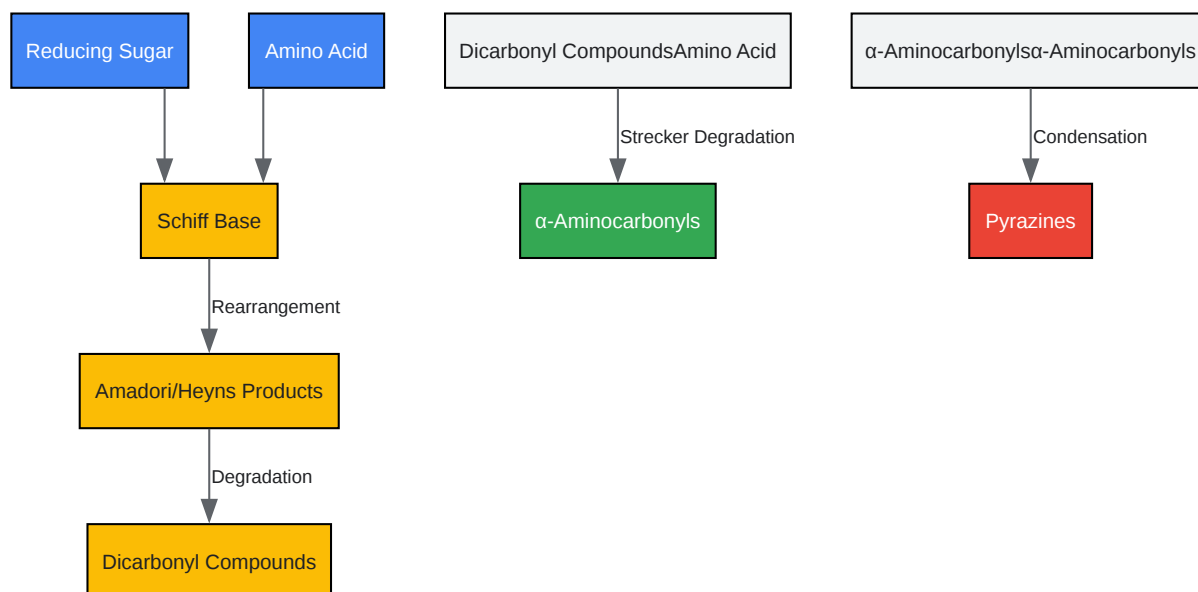 Reducing Sugar
Amino Acid
Dicarbonyl CompoundsAmino Acid
α-Aminocarbonylsα-Aminocarbonyls
Strecker Degradation
Condensation
Schiff Base
α-Aminocarbonyls
Pyrazines
Rearrangement
Amadori/Heyns Products
Degradation
Dicarbonyl Compounds